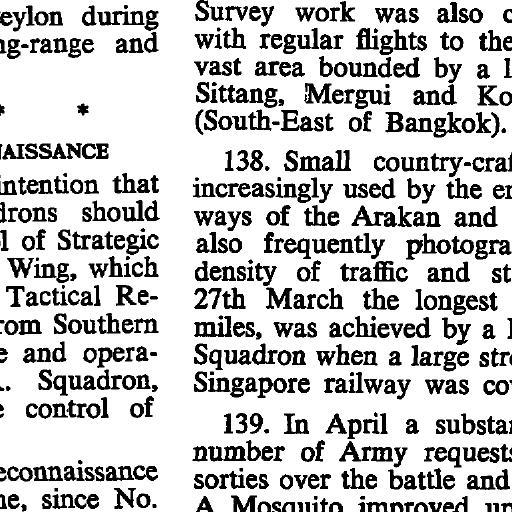 eylon during
ng-range and
* *
NAISSANCE
intention that
drons should
l of Strategic
Wing, which
Tactical Re-
rom Southern
e and opera-
Squadron,
e control of
econnaissance
ne, since No.
Survey work was also c
with regular flights to the
vast area bounded by a l
Sittang, Mergui and Ko
(South-East of Bangkok).
138. Small country-craf
increasingly used by the en
ways of the Arakan and
also frequently photogra
density of traffic and st
27th March the longest
miles, was achieved by a
Squadron when a large stre
Singapore railway was cov
139. In April a substan
number of Army requests
sorties over the battle and
A Mosquito improved up